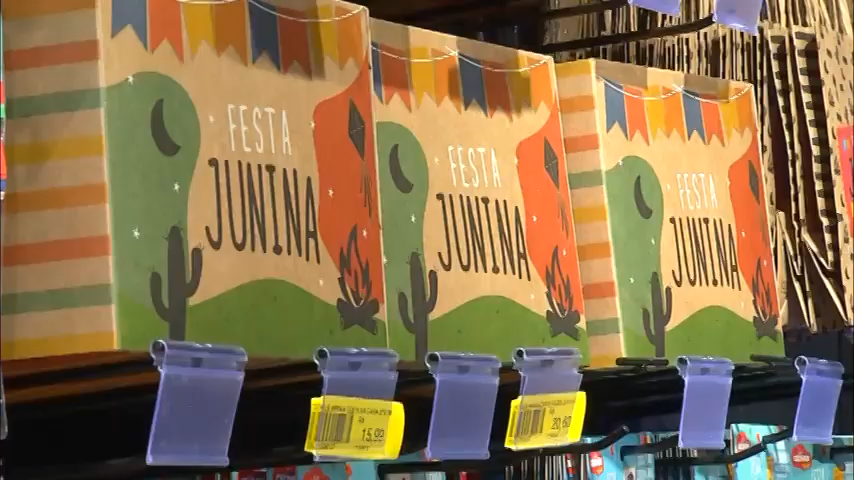 FESTA
JUNINA
FESTA
JUNINA
FESTA
JUNINA
R$
15,99
R$
20,60